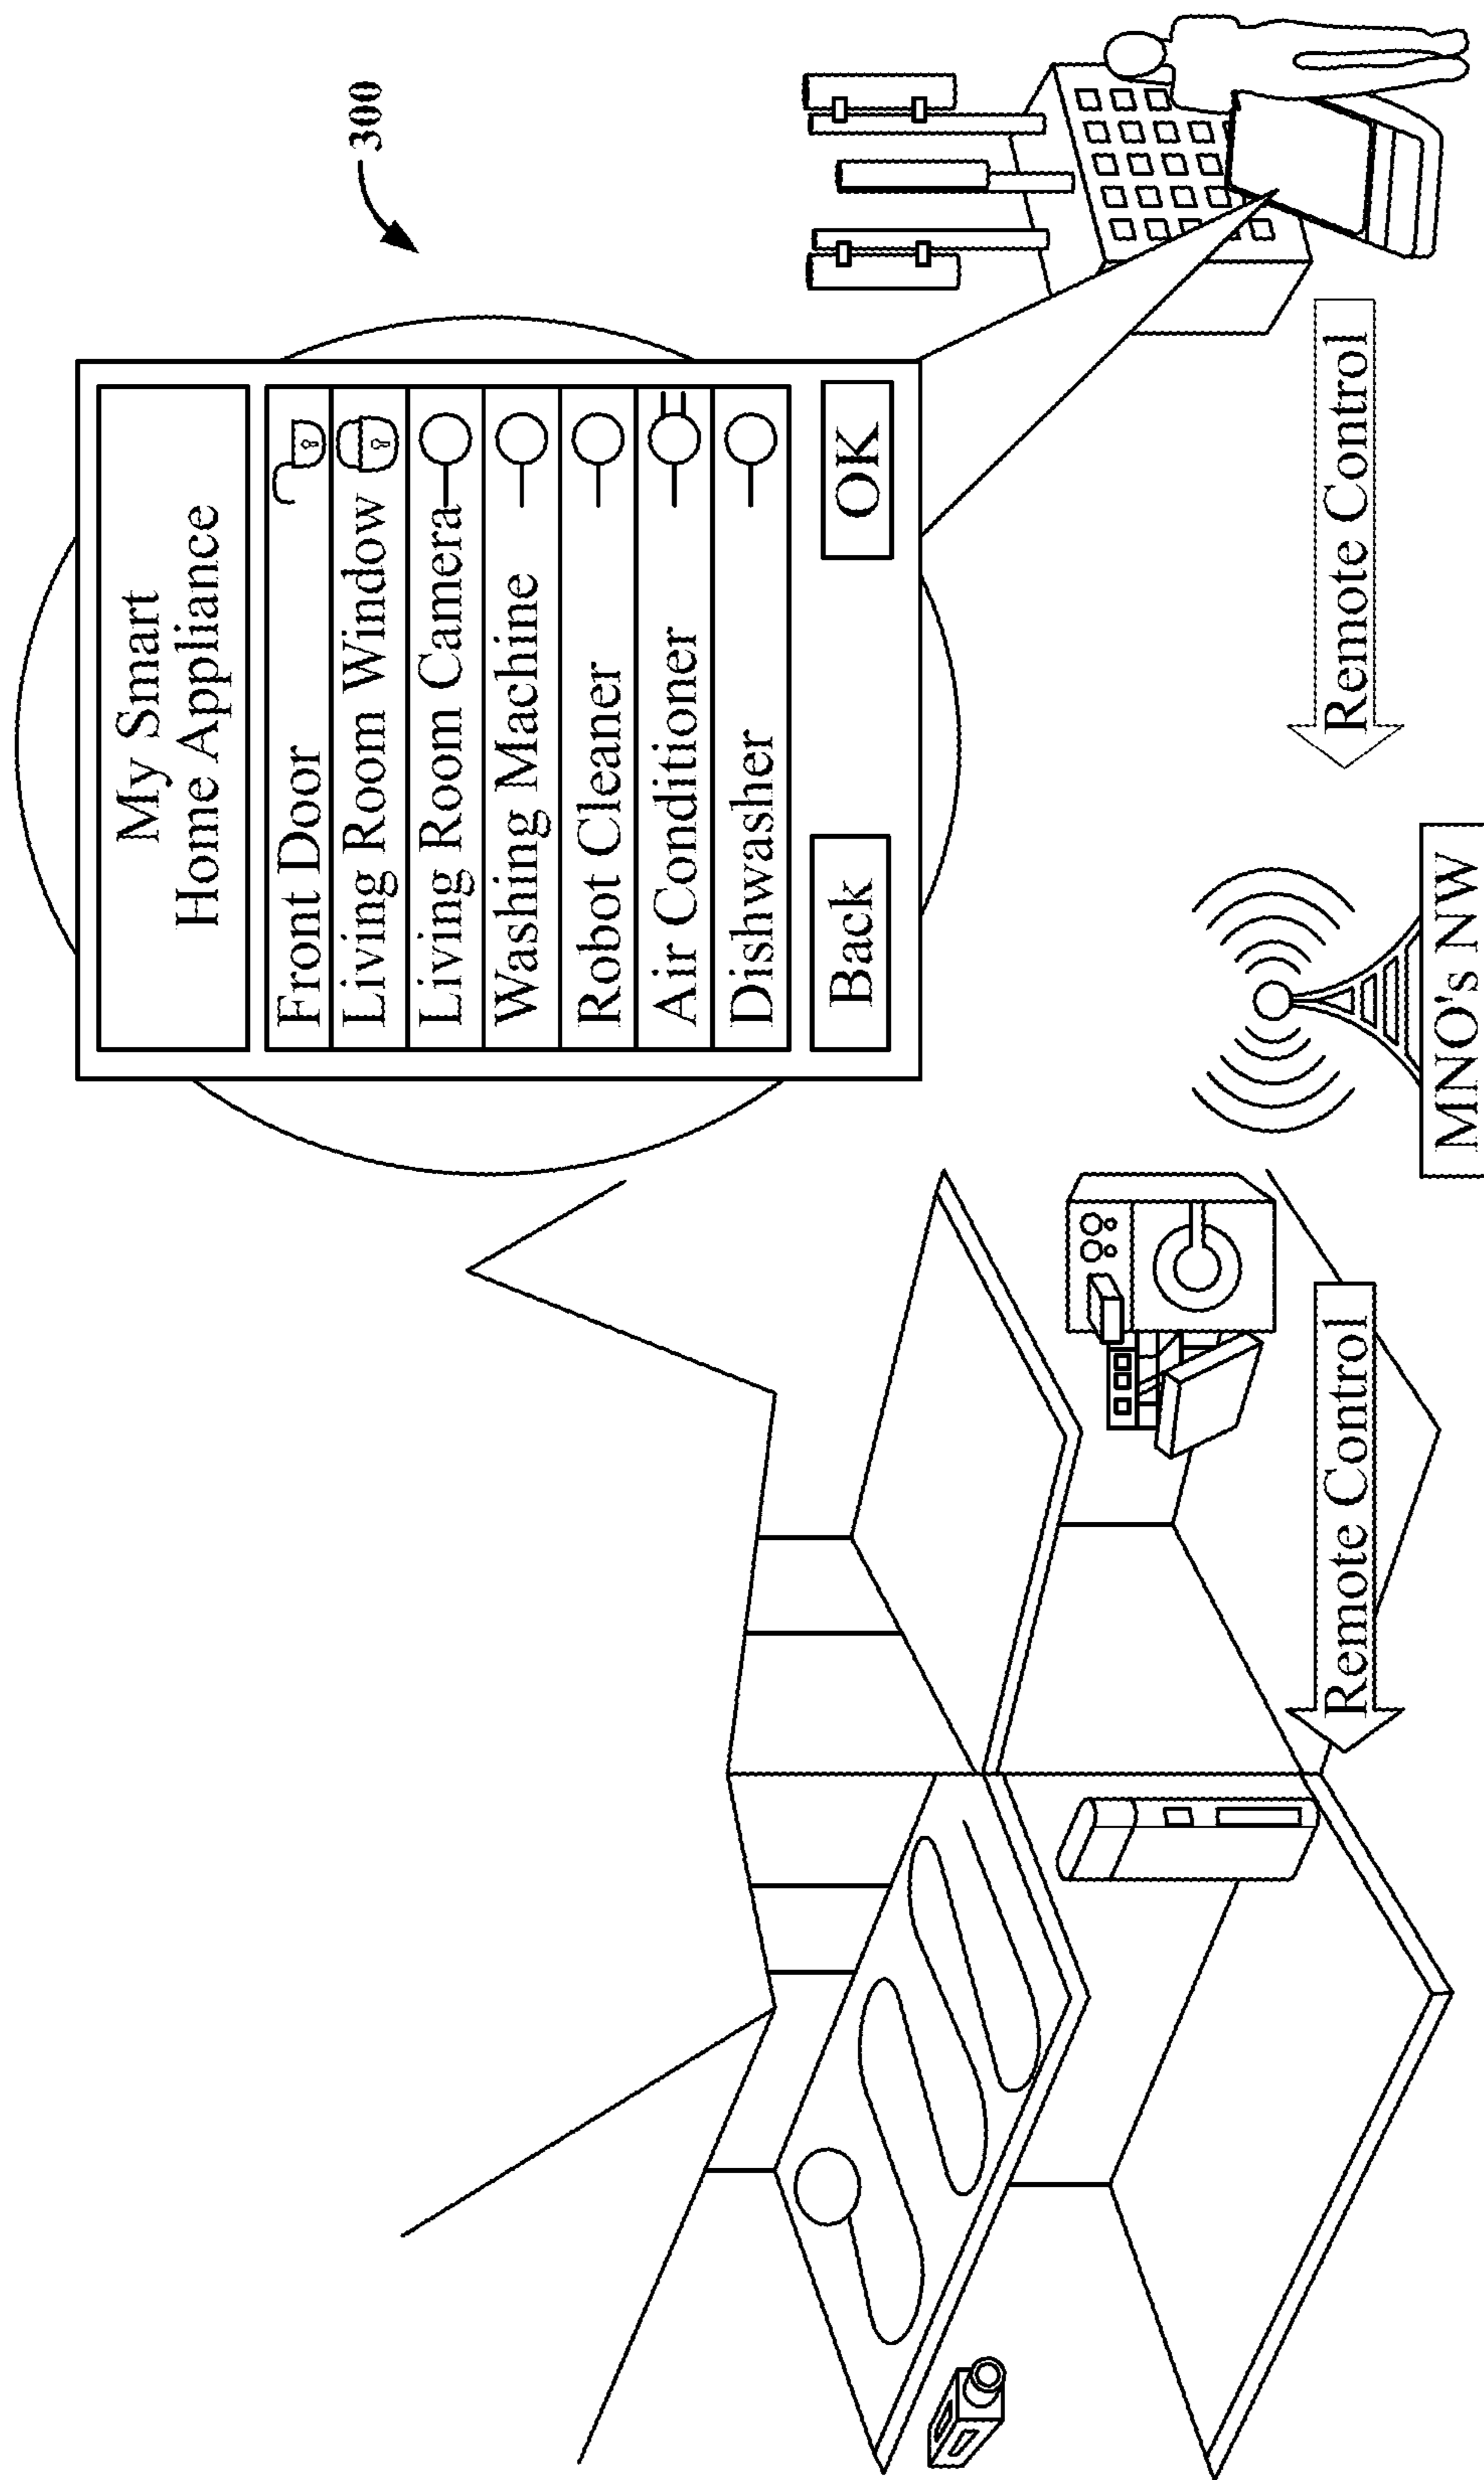 300
My Smart
Home Appliance
Front Door
Living Room Window
Living Room Camera
Washing Machine
Robot Cleaner
Air Conditioner
Dishwasher
Back
OK
Remote Control
MNO's NW
Remote Control